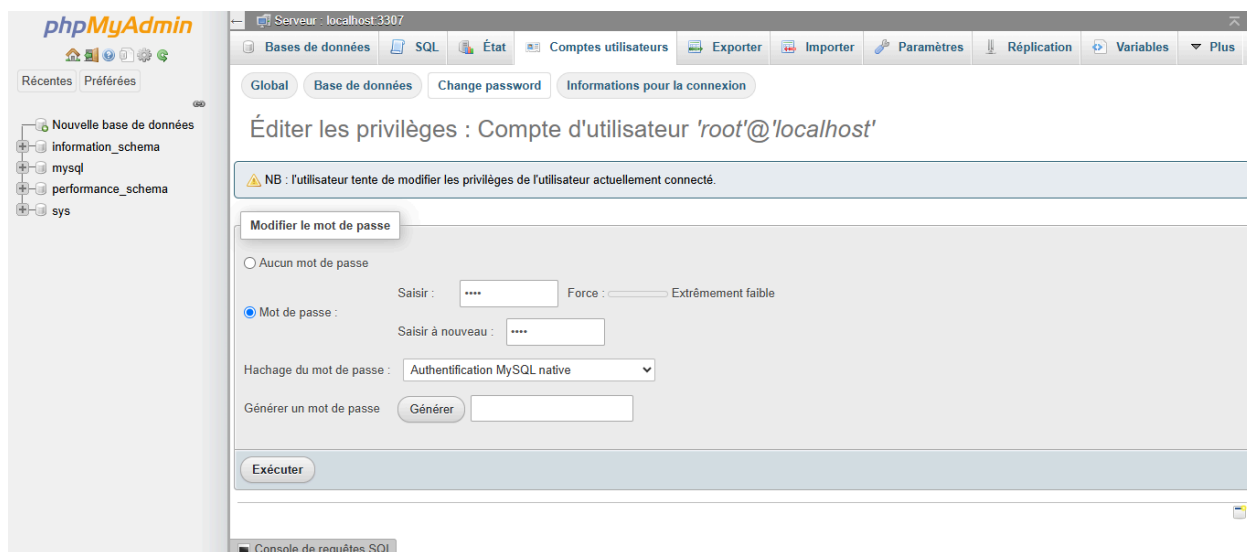 phpMyAdmin
Récentes Préférées
Nouvelle base de données
information_schema
mysql
performance_schema
sys
Serveur : localhost:3307
Bases de données SQL État Comptes utilisateurs Exporter Importer Paramètres Réplication Variables Plus
Global Base de données Change password Informations pour la connexion
Éditer les privilèges : Compte d'utilisateur 'root'@'localhost'
NB : l'utilisateur tente de modifier les privilèges de l'utilisateur actuellement connecté.
Modifier le mot de passe
Aucun mot de passe
Saisir : •••• Force : Extrêmement faible
Mot de passe :
Saisir à nouveau : ••••
Hachage du mot de passe : Authentification MySQL native
Générer un mot de passe Générer
Exécuter
Console de requêtes SQL